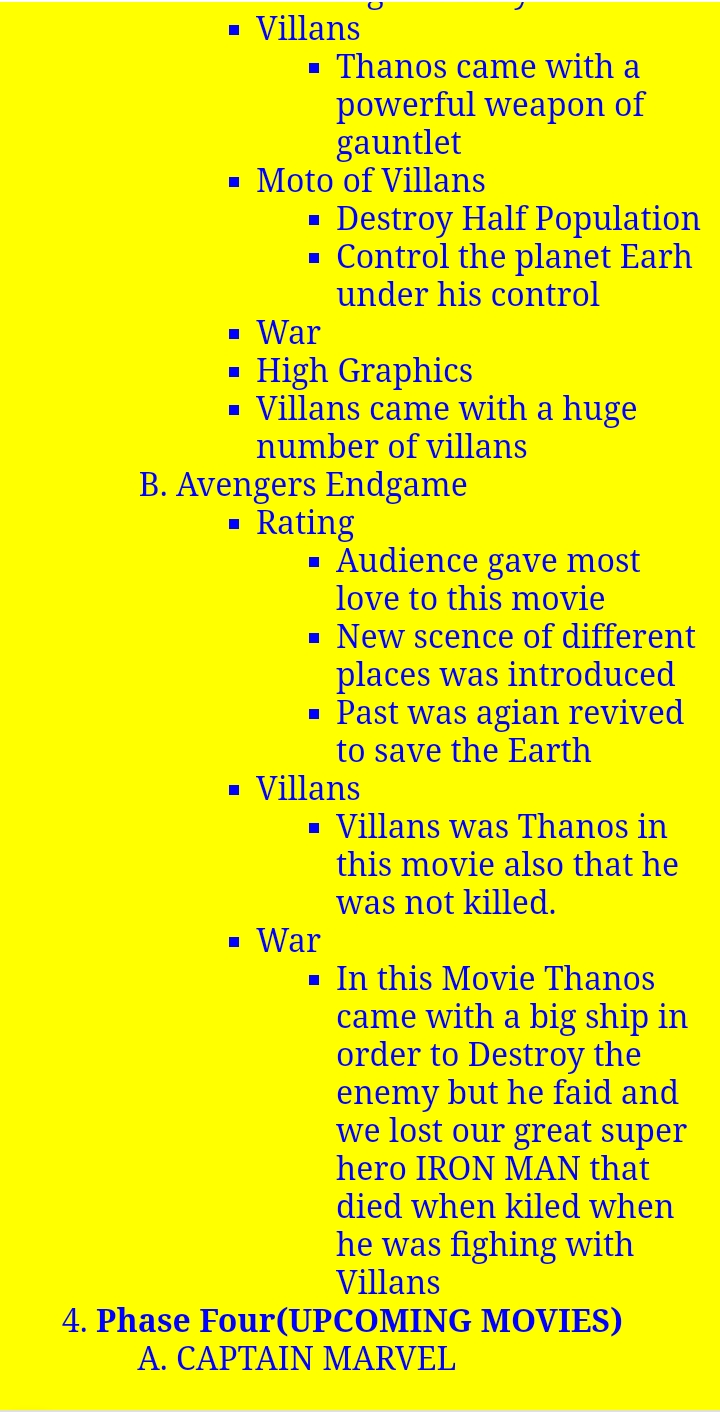 Villans
Thanos came with a
powerful weapon of
gauntlet
Moto of Villans
Destroy Half Population
Control the planet Earh
under his control
War
High Graphics
Villans came with a huge
number of villans
B. Avengers Endgame
Rating
Audience gave most
love to this movie
New scence of different
places was introduced
Past was agian revived
to save the Earth
Villans
Villans was Thanos in
this movie also that he
was not killed.
War
In this Movie Thanos
came with a big ship in
order to Destroy the
enemy but he faid and
we lost our great super
hero IRON MAN that
died when kiled when
he was fighing with
Villans
4. Phase Four(UPCOMING MOVIES)
A. CAPTAIN MARVEL